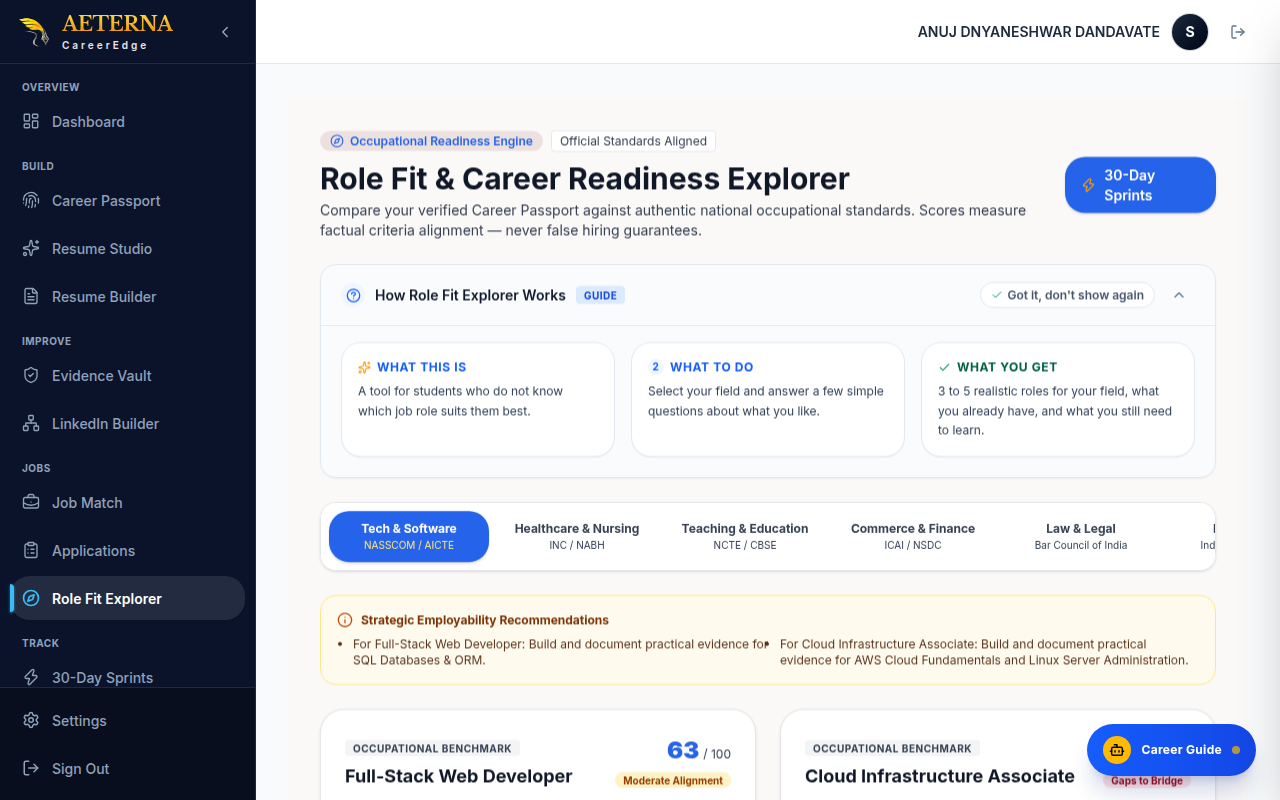 AETERNA
CareerEdge
OVERVIEW
Dashboard
BUILD
Career Passport
Resume Studio
Resume Builder
IMPROVE
Evidence Vault
LinkedIn Builder
JOBS
Job Match
Applications
Role Fit Explorer
TRACK
30-Day Sprints
Settings
Sign Out
ANUJ DNYANESHWAR DANDAVATE
S
Occupational Readiness Engine
Official Standards Aligned
Role Fit & Career Readiness Explorer
Compare your verified Career Passport against authentic national occupational standards. Scores measure
factual criteria alignment — never false hiring guarantees.
30-Day
Sprints
How Role Fit Explorer Works
GUIDE
Got it, don't show again
WHAT THIS IS
A tool for students who do not know
which job role suits them best.
2 WHAT TO DO
Select your field and answer a few simple
questions about what you like.
WHAT YOU GET
3 to 5 realistic roles for your field, what
you already have, and what you still need
to learn.
Tech & Software
NASSCOM / AICTE
Healthcare & Nursing
INC / NABH
Teaching & Education
NCTE / CBSE
Commerce & Finance
ICAI / NSDC
Law & Legal
Bar Council of India
Strategic Employability Recommendations
• For Full-Stack Web Developer: Build and document practical evidence for
SQL Databases & ORM.
• For Cloud Infrastructure Associate: Build and document practical
evidence for AWS Cloud Fundamentals and Linux Server Administration.
OCCUPATIONAL BENCHMARK
Full-Stack Web Developer
63 / 100
Moderate Alignment
OCCUPATIONAL BENCHMARK
Cloud Infrastructure Associate
Gaps to Bridge
Career Guide